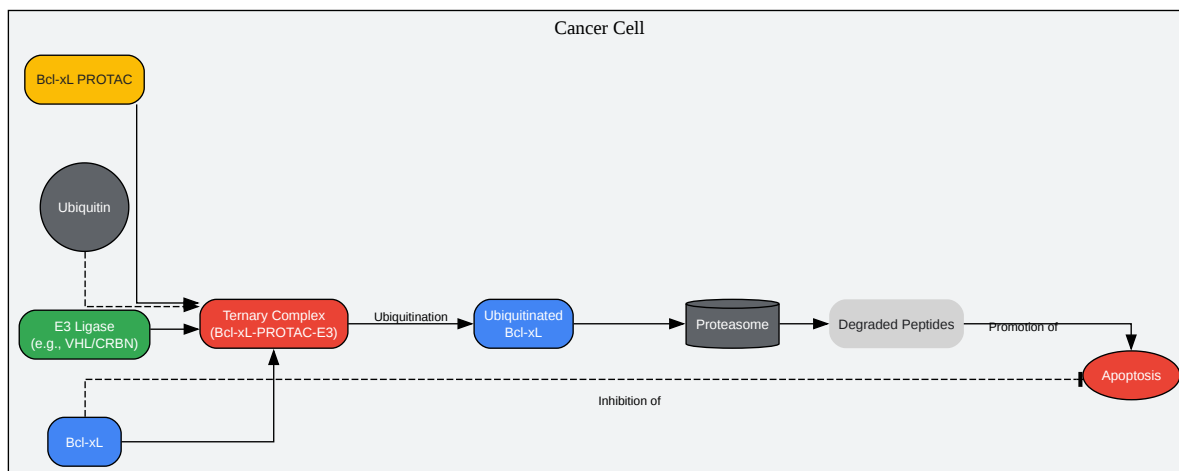 Cancer Cell
Bcl-xL PROTAC
Ubiquitin
E3 Ligase
(e.g., VHL/CRBN)
Ternary Complex
(Bcl-xL-PROTAC-E3)
Ubiquitination
Ubiquitinated
Bcl-xL
Proteasome
Degraded Peptides
Promotion of
Apoptosis
Inhibition of
Bcl-xL